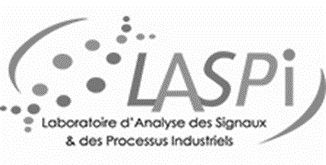 LASPi
Laboratoire d'Analyse des Signaux
& des Processus Industriels